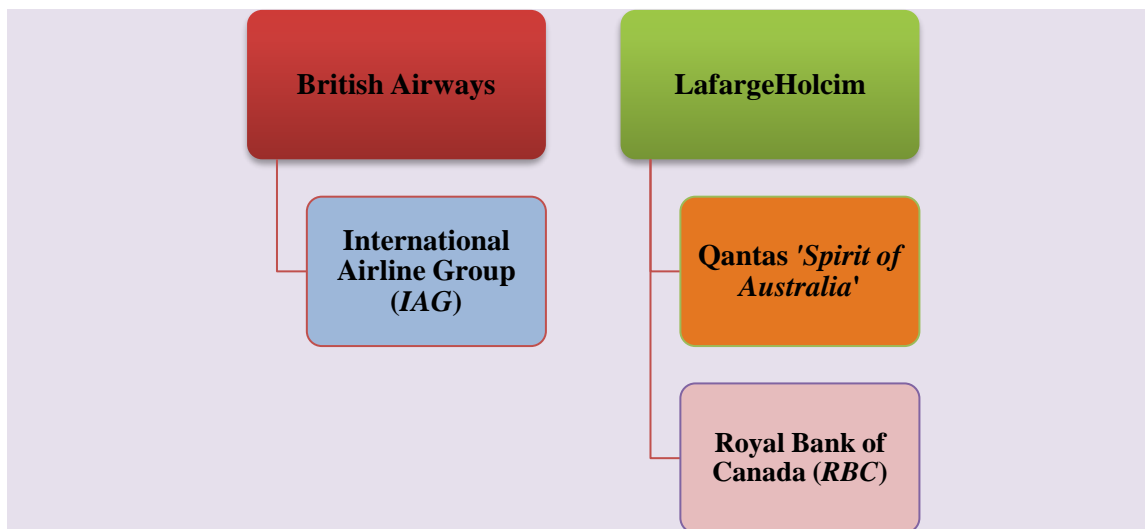 British Airways
International
Airline Group
(IAG)
LafargeHolcim
Qantas 'Spirit of
Australia'
Royal Bank of
Canada (RBC)